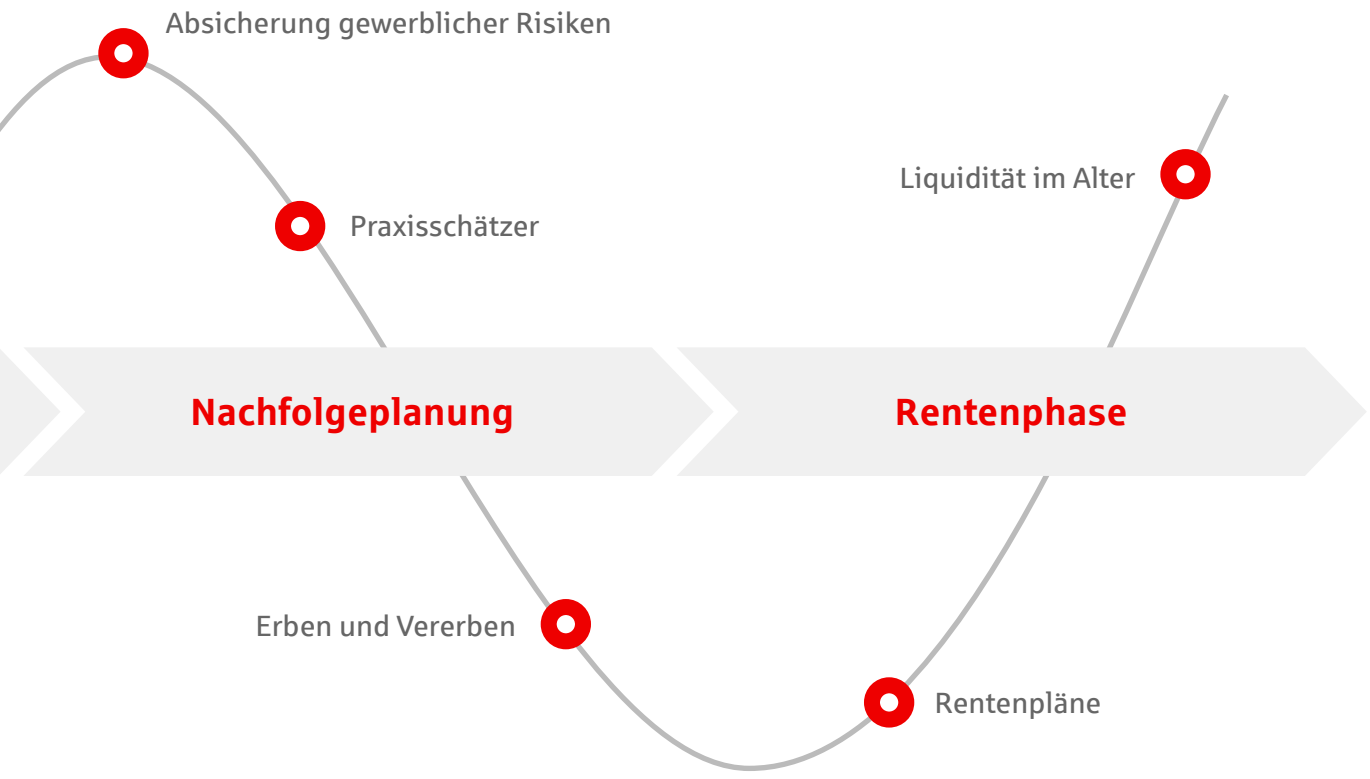 Absicherung gewerblicher Risiken
Liquidität im Alter
Praxisschätzer
Nachfolgeplanung
Rentenphase
Erben und Vererben
Rentenpläne